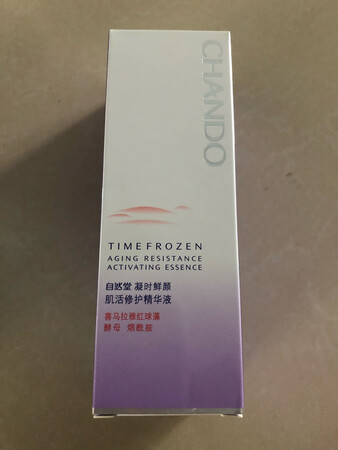 CHANDO
TIMEFROZEN
AGING RESISTANCE
ACTIVATING ESSENCE
自然堂 凝时鲜颜
肌活修护精华液
喜马拉雅红球藻
酵母 烟酰胺